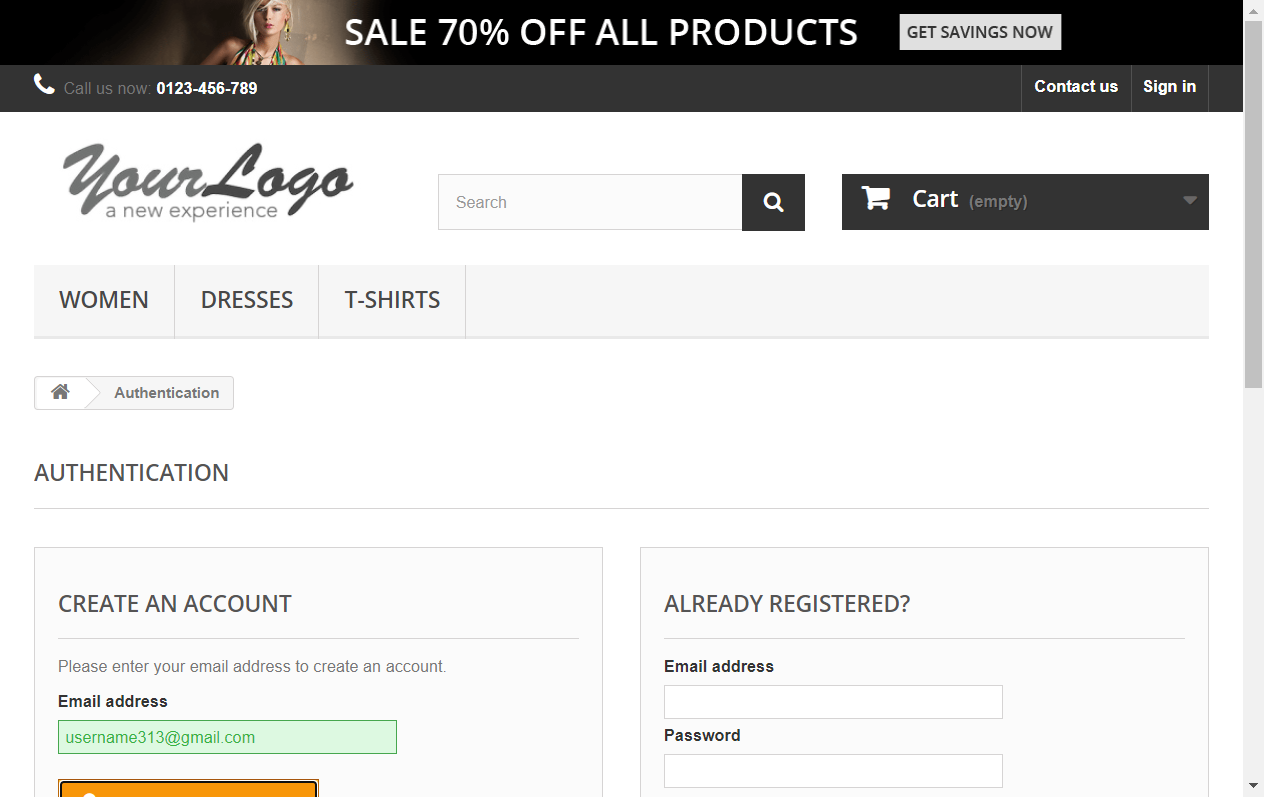 SALE 70% OFF ALL PRODUCTS GET SAVINGS NOW
Call us now: 0123-456-789 Contact us Sign in
YourLogo
a new experience
Search
Cart (empty)
WOMEN DRESSES T-SHIRTS
Authentication
AUTHENTICATION
CREATE AN ACCOUNT
Please enter your email address to create an account.
Email address
username313@gmail.com
ALREADY REGISTERED?
Email address
Password